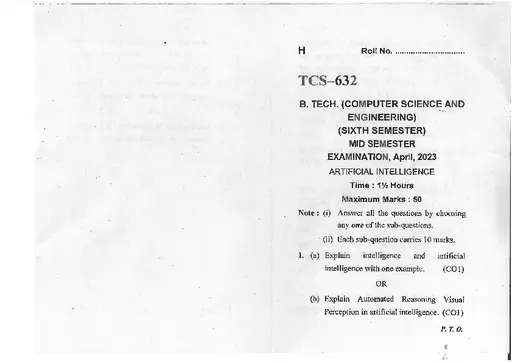 H Roll No. ..............................
TCS–632
B. TECH. (COMPUTER SCIENCE AND
ENGINEERING)
(SIXTH SEMESTER)
MID SEMESTER
EXAMINATION, April, 2023
ARTIFICIAL INTELLIGENCE
Time : 1½ Hours
Maximum Marks : 50
Note : (i) Answer all the questions by choosing
any one of the sub-questions.
(ii) Each sub-question carries 10 marks.
1. (a) Explain intelligence and artificial
intelligence with one example. (CO1)
OR
(b) Explain Automated Reasoning Visual
Perception in artificial intelligence. (CO1)
P. T. O.